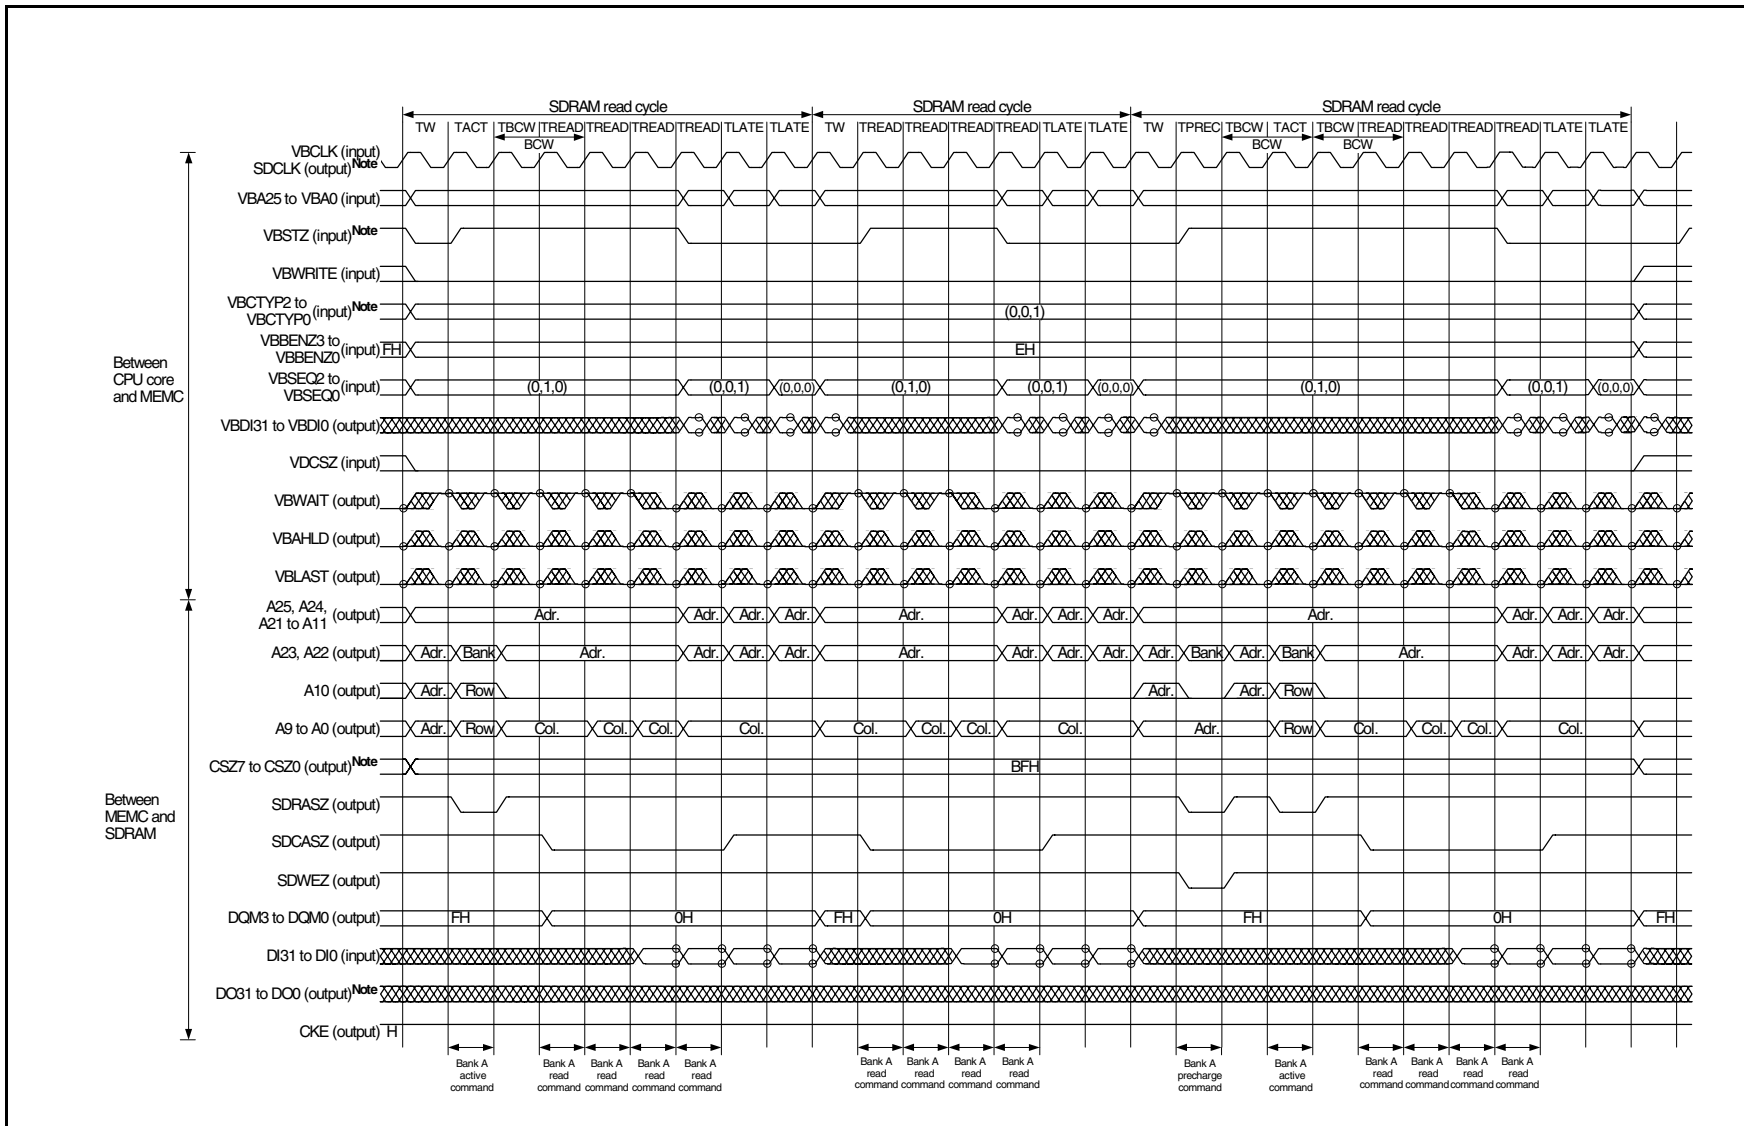 SDRAM read cycle SDRAM read cycle SDRAM read cycle
TW TACT TBCW TREAD TREAD TREAD TREAD TLATE TLATE TW TREAD TREAD TREAD TREAD TLATE TLATE TW TPREC TBCW TACT TBCW TREAD TREAD TREAD TREAD TLATE TLATE
BCW BCW BCW
VBCLK (input)
SDCLK (output)Note
VBA25 to VBA0 (input)
VBSTZ (input)Note
VBWRITE (input)
VBCTYP2 to VBCTYP0 (input)Note (0,0,1)
VBBENZ3 to VBBENZ0 (input) FH EH
VBSEQ2 to VBSEQ0 (input) (0,1,0) (0,0,1) (0,0,0) (0,1,0) (0,0,1) (0,0,0) (0,1,0) (0,0,1) (0,0,0)
VBDI31 to VBDI0 (output)
VDCSZ (input)
VBWAIT (output)
VBAHLD (output)
VBLAST (output)
Between
CPU core
and MEMC
A25, A24, A21 to A11 (output) Adr. Adr. Adr. Adr. Adr. Adr. Adr. Adr. Adr. Adr. Adr. Adr.
A23, A22 (output) Adr. Bank Adr. Adr. Adr. Adr. Adr. Adr. Adr. Adr. Adr. Bank Adr. Bank Adr. Adr. Adr. Adr.
A10 (output) Adr. Row Adr. Adr. Row
A9 to A0 (output) Adr. Row Col. Col. Col. Col. Col. Col. Col. Col. Adr. Row Col. Col. Col. Col.
CSZ7 to CSZ0 (output)Note BFH
SDRASZ (output)
SDCASZ (output)
SDWEZ (output)
DQM3 to DQM0 (output) FH 0H FH 0H FH 0H FH
DI31 to DI0 (input)
DO31 to DO0 (output)Note
CKE (output) H
Between
MEMC and
SDRAM
Bank A Bank A Bank A Bank A Bank A Bank A Bank A Bank A Bank A Bank A Bank A Bank A Bank A Bank A Bank A
active read read read read read read read read precharge active read read read read
command command command command command command command command command command command command command command command